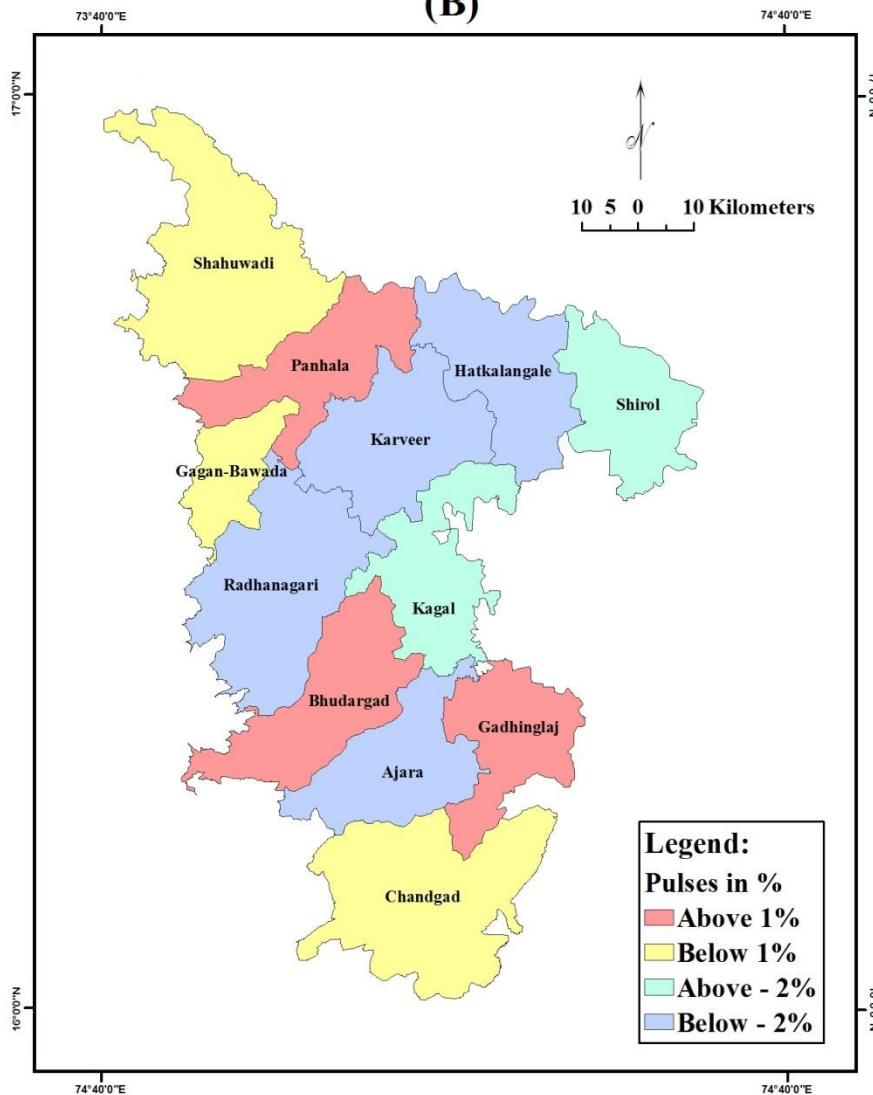 (B)
73°40'0"E
74°40'0"E
17°0'0"N
N
10 5 0 10 Kilometers
Shahuwadi
Panhala
Hatkalangale
Shirol
Karveer
Gagan-Bawada
Radhanagari
Kagal
Bhudargad
Gadhinglaj
Ajara
Chandgad
Legend:
Pulses in %
Above 1%
Below 1%
Above - 2%
Below - 2%
16°0'0"N
74°40'0"E
74°40'0"E